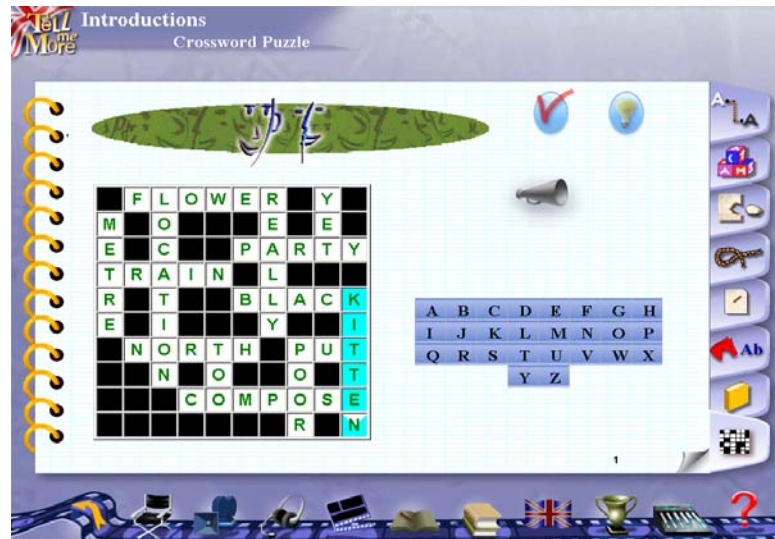 TeLL me More
Introductions
Crossword Puzzle
F L O W E R Y
M O E E
E C P A R T Y
T R A I N L
R T B L A C K
E I Y I
N O R T H P U T
N O O T
C O M P O S E
R N
A B C D E F G H
I J K L M N O P
Q R S T U V W X
Y Z
1
A A
A M S
Ab
?